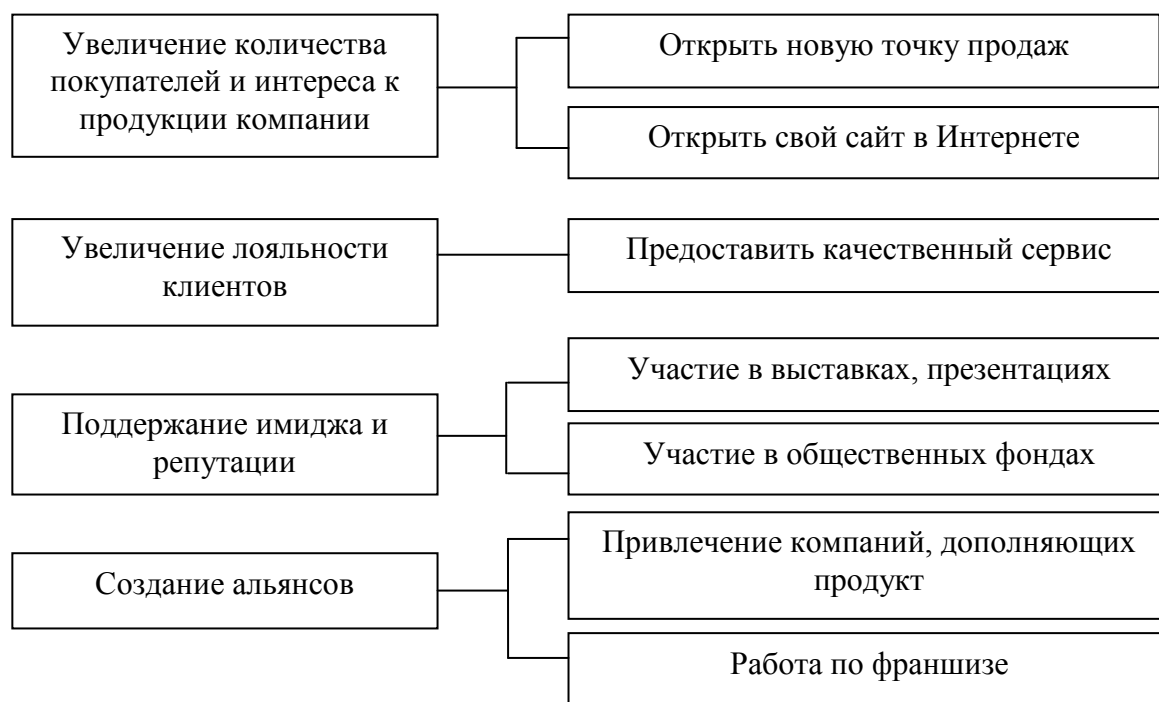 Увеличение количества
покупателей и интереса к
продукции компании
Открыть новую точку продаж
Открыть свой сайт в Интернете
Увеличение лояльности
клиентов
Предоставить качественный сервис
Поддержание имиджа и
репутации
Участие в выставках, презентациях
Участие в общественных фондах
Создание альянсов
Привлечение компаний, дополняющих
продукт
Работа по франшизе